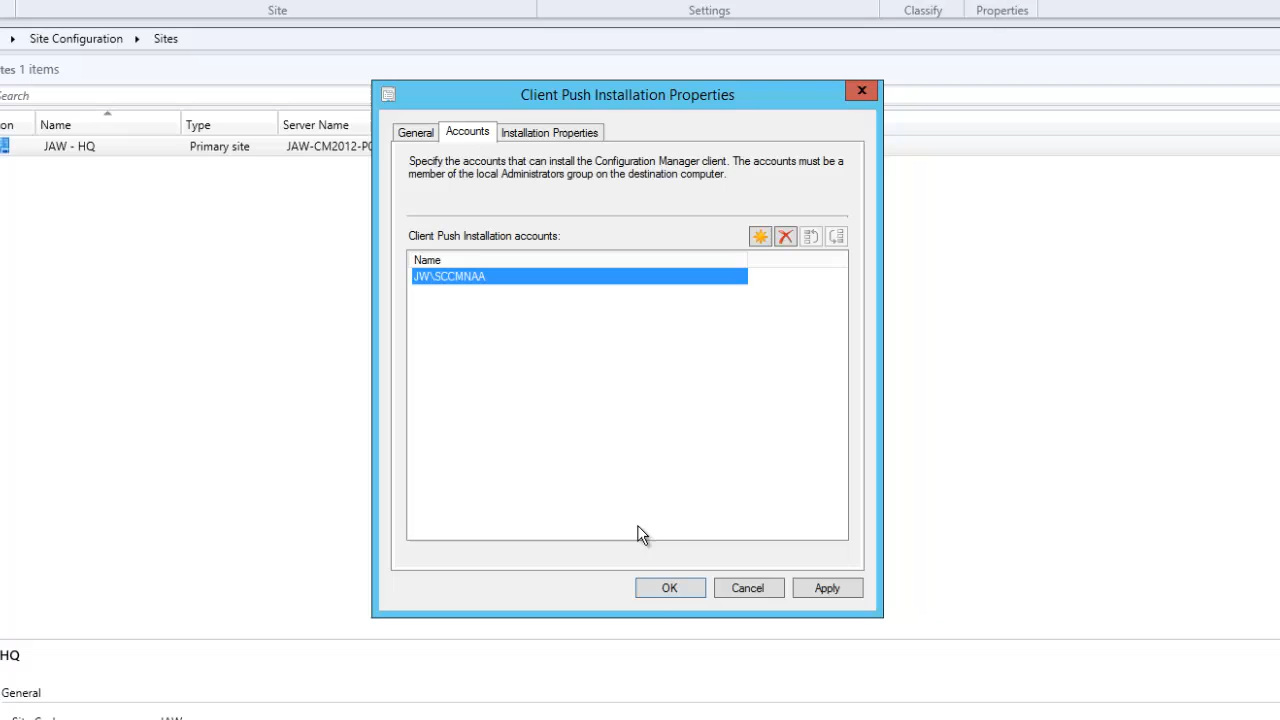 Site Settings Classify Properties
Site Configuration Sites
tes 1 items
Search
on Name Type Server Name
JAW - HQ Primary site JAW-CM2012-P0
Client Push Installation Properties
General Accounts Installation Properties
Specify the accounts that can install the Configuration Manager client. The accounts must be a
member of the local Administrators group on the destination computer.
Client Push Installation accounts:
Name
JW\SCCMNAA
OK Cancel Apply
HQ
General
JAW